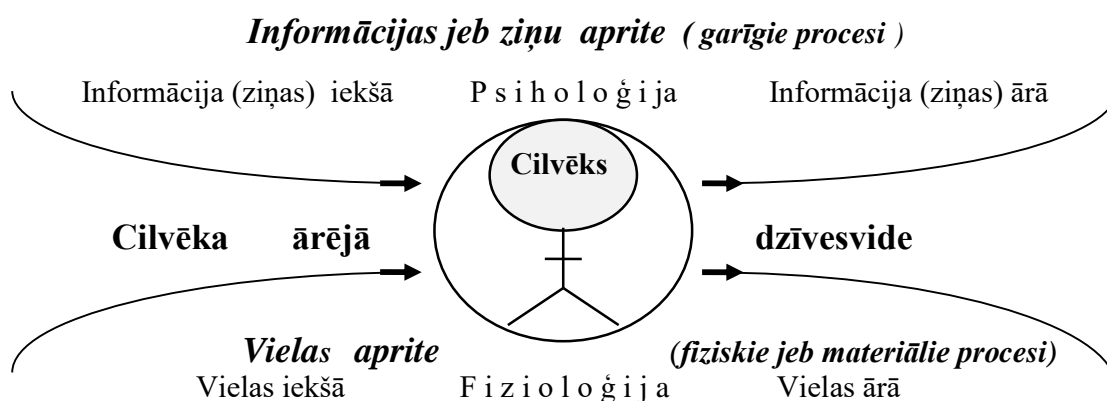 Informācijas jeb ziņu aprite ( garīgie procesi )
Informācija (ziņas) iekšā P s i h o l o ģ i j a Informācija (ziņas) ārā
Cilvēks
Cilvēka ārējā dzīvesvide
Vielas aprite (fiziskie jeb materiālie procesi)
Vielas iekšā F i z i o l o ģ i j a Vielas ārā